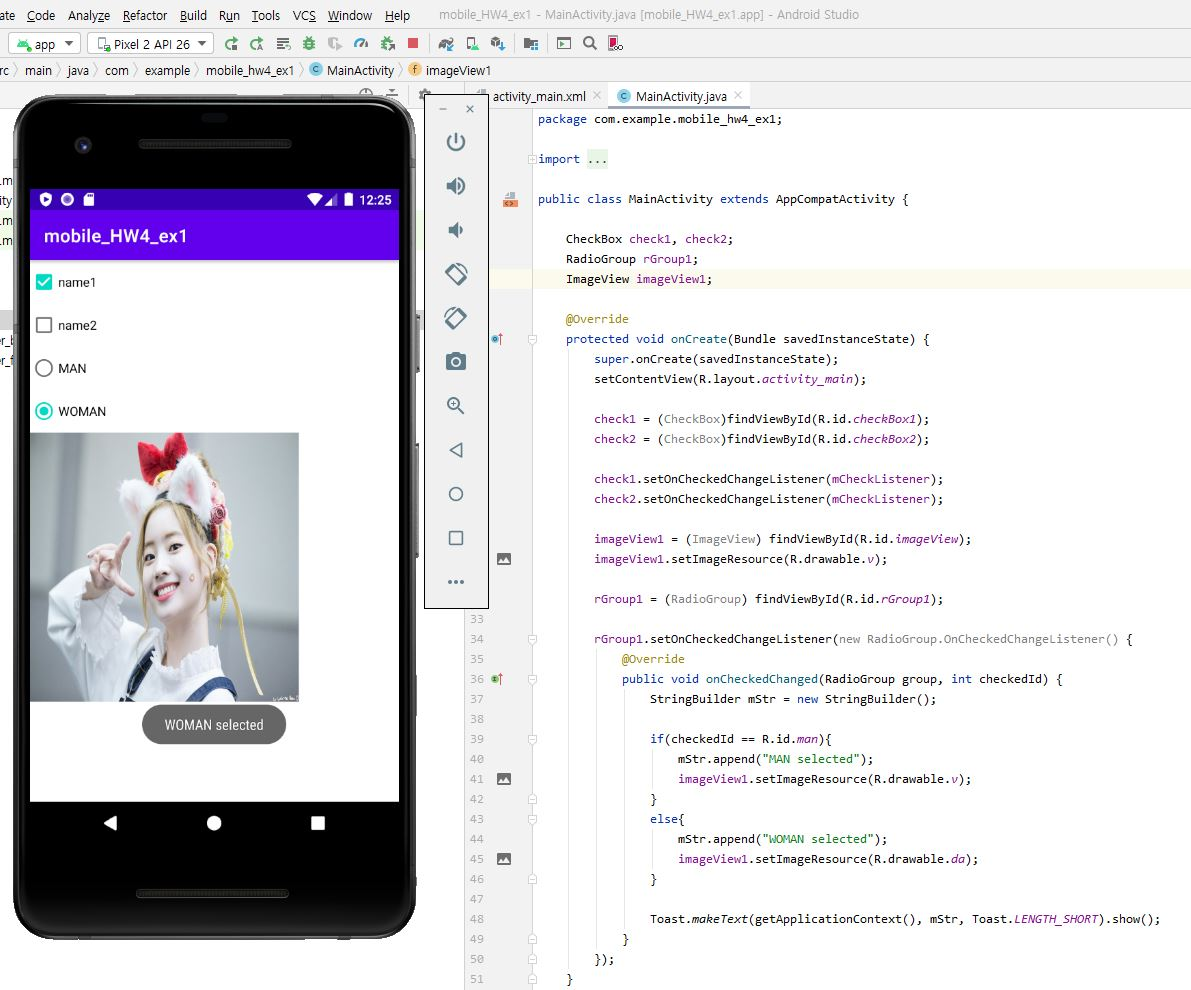 Code Analyze Refactor Build Run Tools VCS Window Help mobile_HW4_ex1 - MainActivity.java [mobile_HW4_ex1.app] - Android Studio
app Pixel 2 API 26
main java com example mobile_hw4_ex1 MainActivity imageView1
activity_main.xml MainActivity.java
12:25
mobile_HW4_ex1
name1
name2
MAN
WOMAN
WOMAN selected
package com.example.mobile_hw4_ex1;
import ...
public class MainActivity extends AppCompatActivity {
CheckBox check1, check2;
RadioGroup rGroup1;
ImageView imageView1;
@Override
protected void onCreate(Bundle savedInstanceState) {
super.onCreate(savedInstanceState);
setContentView(R.layout.activity_main);
check1 = (CheckBox)findViewById(R.id.checkBox1);
check2 = (CheckBox)findViewById(R.id.checkBox2);
check1.setOnCheckedChangeListener(mCheckListener);
check2.setOnCheckedChangeListener(mCheckListener);
imageView1 = (ImageView) findViewById(R.id.imageView);
imageView1.setImageResource(R.drawable.v);
rGroup1 = (RadioGroup) findViewById(R.id.rGroup1);
33
34 rGroup1.setOnCheckedChangeListener(new RadioGroup.OnCheckedChangeListener() {
35 @Override
36 public void onCheckedChanged(RadioGroup group, int checkedId) {
37 StringBuilder mStr = new StringBuilder();
38
39 if(checkedId == R.id.man){
40 mStr.append("MAN selected");
41 imageView1.setImageResource(R.drawable.v);
42 }
43 else{
44 mStr.append("WOMAN selected");
45 imageView1.setImageResource(R.drawable.da);
46 }
47
48 Toast.makeText(getApplicationContext(), mStr, Toast.LENGTH_SHORT).show();
49 }
50 });
51 }